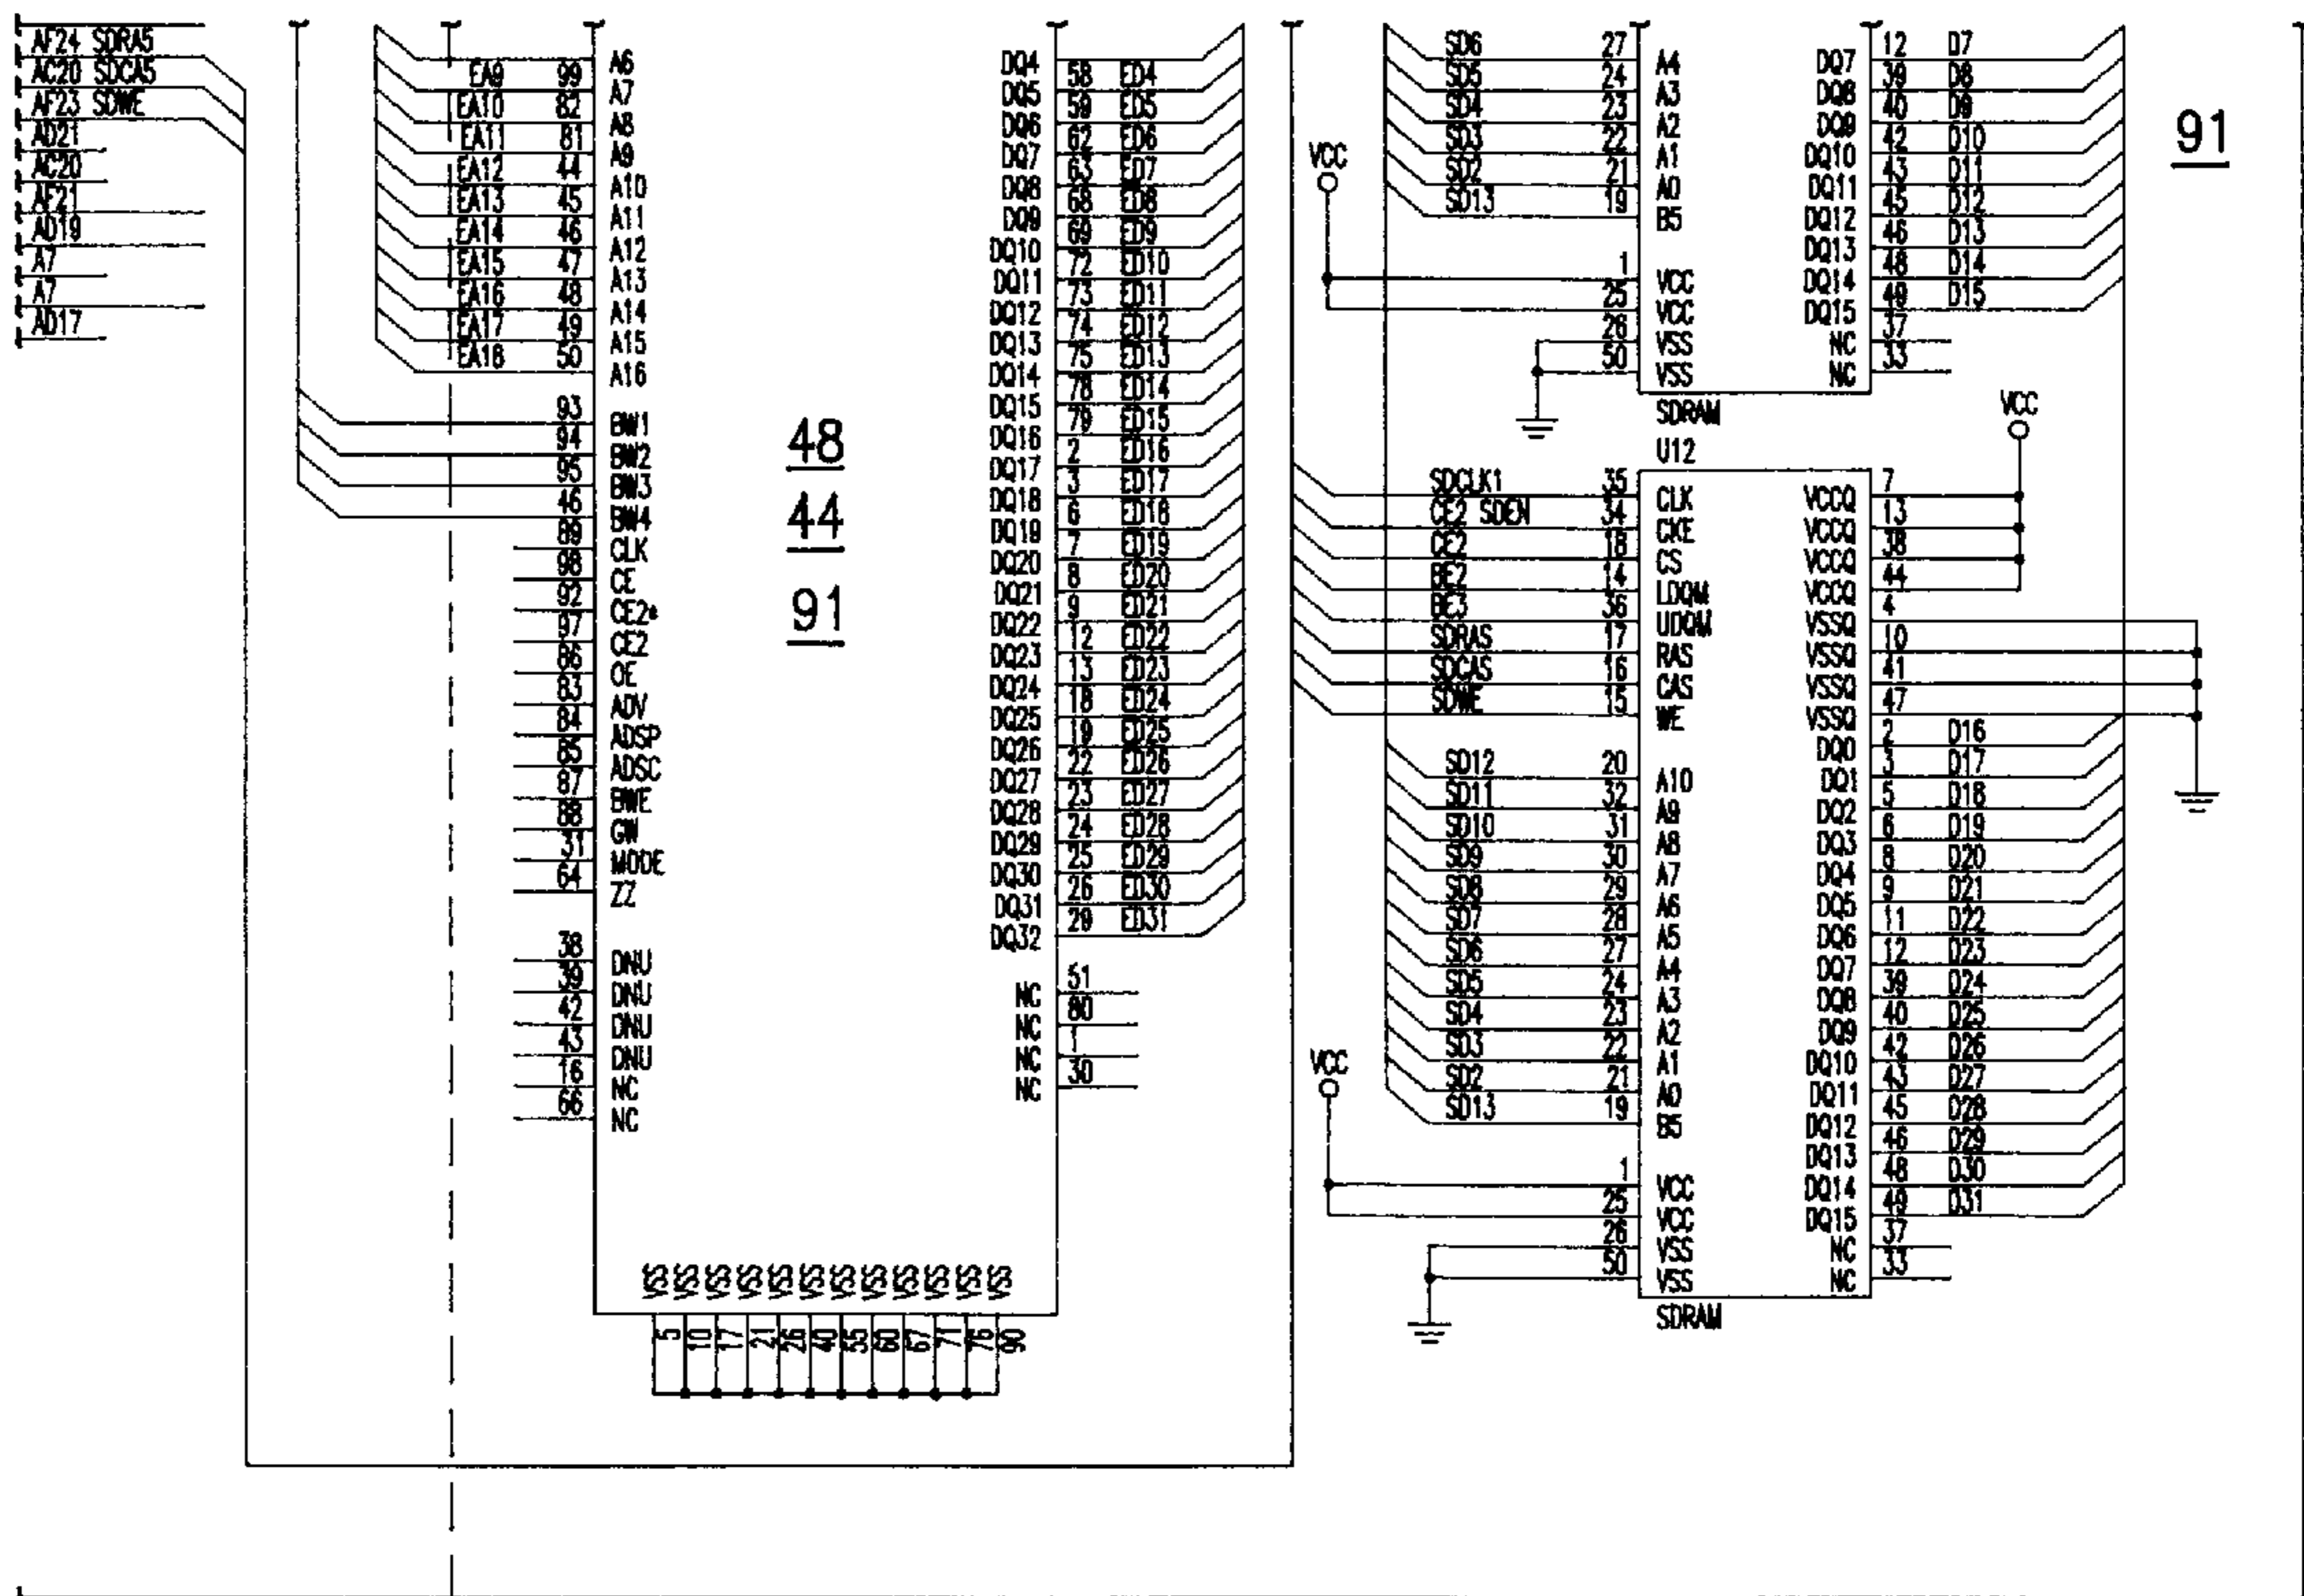 AF24 SDRA5
AC20 SDCA5
AF23 SDWE
AD21
AC20
AF21
AD19
A7
A7
AD17
A6
EA9 99 A7
EA10 82 A8
EA11 81 A9
EA12 44 A10
EA13 45 A11
EA14 46 A12
EA15 47 A13
EA16 48 A14
EA17 49 A15
EA18 50 A16
93 BW1
94 BW2
95 BW3
46 BW4
89 CLK
98 CE
92 CE2*
97 CE2
86 OE
83 ADV
84 ADSP
85 ADSC
87 BWE
88 GW
31 MODE
64 ZZ
38 DNU
39 DNU
42 DNU
43 DNU
16 NC
66 NC
48
44
91
DQ4
DQ5 58 ED4
DQ6 59 ED5
DQ7 62 ED6
DQ8 63 ED7
DQ9 68 ED8
DQ10 69 ED9
DQ11 72 ED10
DQ12 73 ED11
DQ13 74 ED12
DQ14 75 ED13
DQ15 78 ED14
DQ16 79 ED15
DQ17 2 ED16
DQ18 3 ED17
DQ19 6 ED18
DQ20 7 ED19
DQ21 8 ED20
DQ22 9 ED21
DQ23 12 ED22
DQ24 13 ED23
DQ25 18 ED24
DQ26 19 ED25
DQ27 22 ED26
DQ28 23 ED27
DQ29 24 ED28
DQ30 25 ED29
DQ31 26 ED30
DQ32 29 ED31
NC 51
NC 80
NC 1
NC 30
VSS VSS VSS VSS VSS VSS VSS VSS VSS VSS VSS VSS
5 10 17 21 26 40 55 60 67 71 76 90
SD6 27 A4
SD5 24 A3
SD4 23 A2
SD3 22 A1
SD2 21 A0
SD13 19 B5
VCC
1 VCC
25 VCC
26 VSS
50 VSS
DQ7 12 D7
DQ8 39 D8
DQ9 40 D9
DQ10 42 D10
DQ11 43 D11
DQ12 45 D12
DQ13 46 D13
DQ14 48 D14
DQ15 49 D15
NC 37
NC 33
91
SDRAM
VCC
U12
SDCLK1 35 CLK
CE2 SDEN 34 CKE
CE2 18 CS
BE2 14 LDQM
BE3 36 UDQM
SDRAS 17 RAS
SDCAS 16 CAS
SDWE 15 WE
SD12 20 A10
SD11 32 A9
SD10 31 A8
SD9 30 A7
SD8 29 A6
SD7 28 A5
SD6 27 A4
SD5 24 A3
SD4 23 A2
SD3 22 A1
SD2 21 A0
SD13 19 B5
VCC
1 VCC
25 VCC
26 VSS
50 VSS
VCCQ 7
VCCQ 13
VCCQ 38
VCCQ 44
VSSQ 4
VSSQ 10
VSSQ 41
VSSQ 47
DQ0 2 D16
DQ1 3 D17
DQ2 5 D18
DQ3 6 D19
DQ4 8 D20
DQ5 9 D21
DQ6 11 D22
DQ7 12 D23
DQ8 39 D24
DQ9 40 D25
DQ10 42 D26
DQ11 43 D27
DQ12 45 D28
DQ13 46 D29
DQ14 48 D30
DQ15 49 D31
NC 37
NC 33
SDRAM